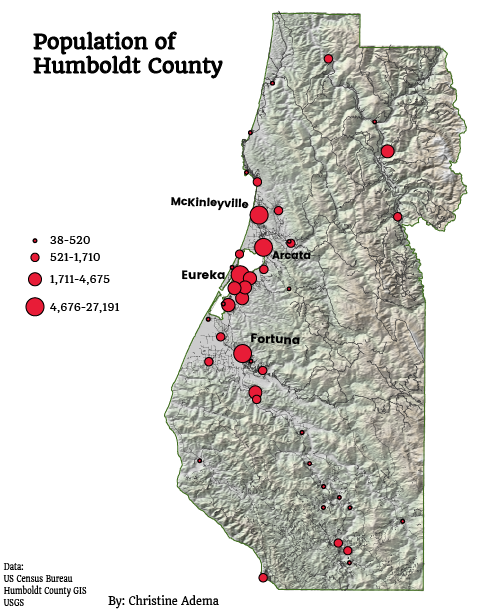 Population of
Humboldt County
McKinleyville
Arcata
Eureka
Fortuna
38-520
521-1,710
1,711-4,675
4,676-27,191
Data:
US Census Bureau
Humboldt County GIS
USGS
By: Christine Adema